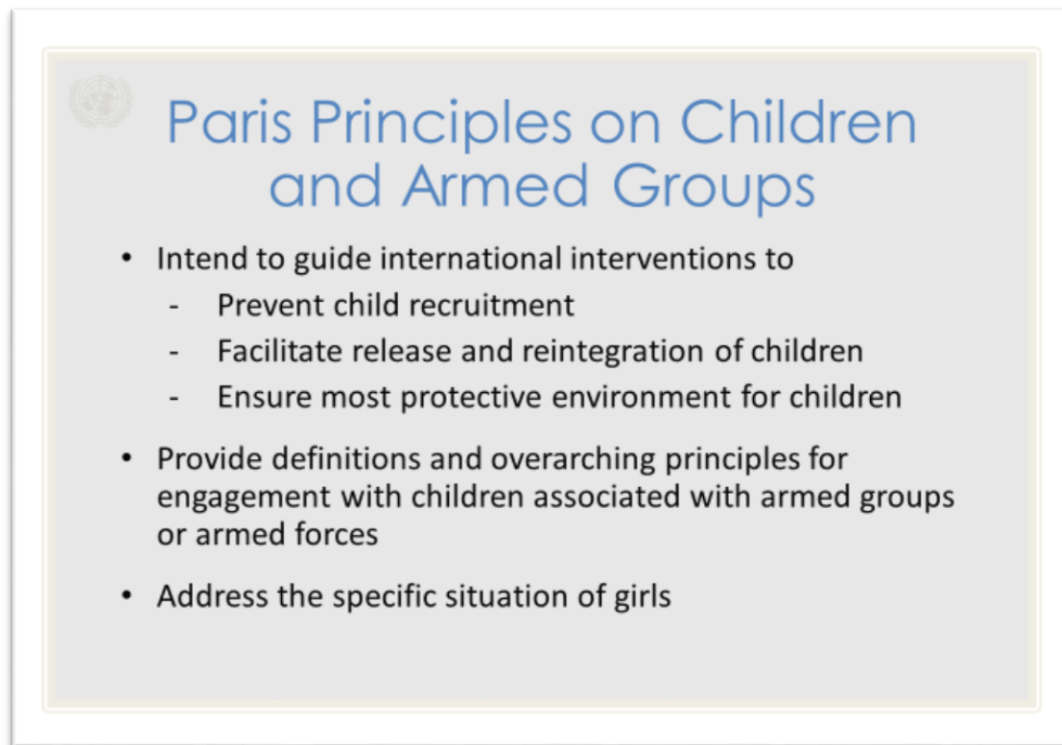 Paris Principles on Children
and Armed Groups
• Intend to guide international interventions to
- Prevent child recruitment
- Facilitate release and reintegration of children
- Ensure most protective environment for children
• Provide definitions and overarching principles for
engagement with children associated with armed groups
or armed forces
• Address the specific situation of girls